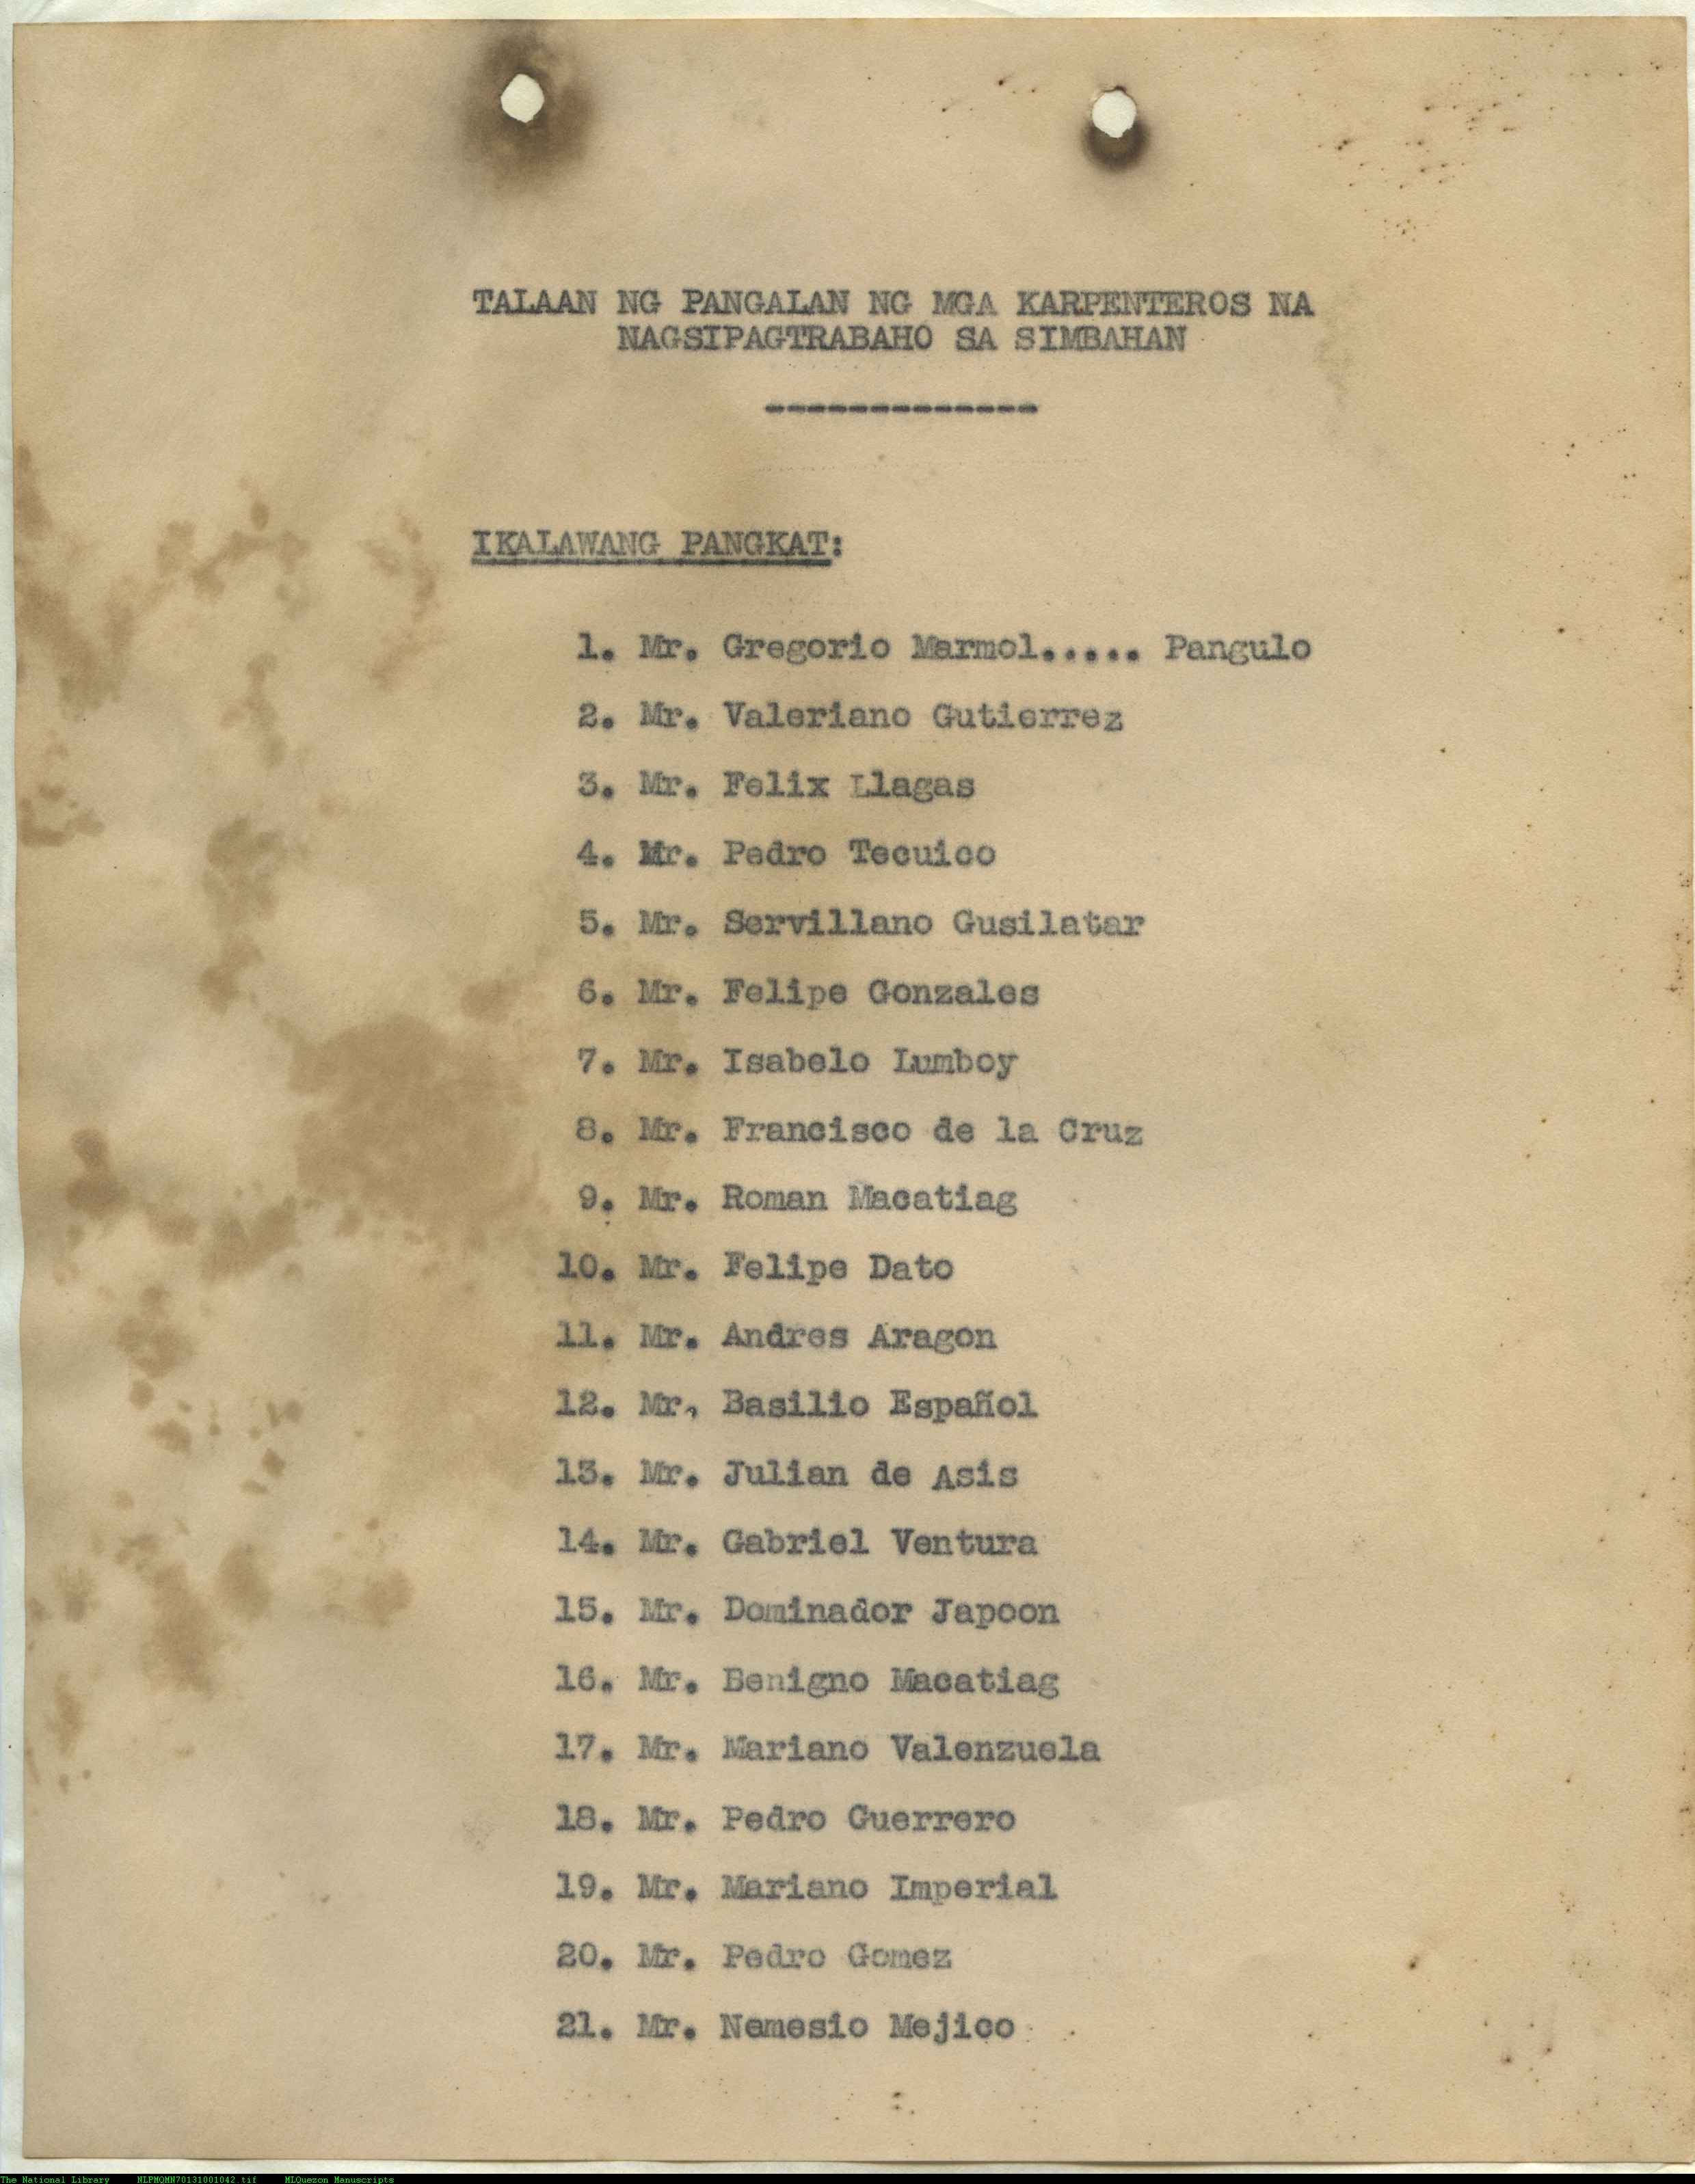 TALAAN NG PANGALAN NG MGA KARPENTEROS NA
NAGSIPAGTRABAHO SA SIMBAHAN
-------------
IKALAWANG PANGKAT:
1. Mr. Gregorio Marmol..... Pangulo
2. Mr. Valeriano Gutierrez
3. Mr. Felix Llagas
4. Mr. Pedro Tecuico
5. Mr. Servillano Gusilatar
6. Mr. Felipe Gonzales
7. Mr. Isabelo Lumboy
8. Mr. Francisco de la Cruz
9. Mr. Roman Macatiag
10. Mr. Felipe Dato
11. Mr. Andres Aragon
12. Mr, Basilio Español
13. Mr. Julian de Asis
14. Mr. Gabriel Ventura
15. Mr. Dominador Japoon
16. Mr. Benigno Macatiag
17. Mr. Mariano Valenzuela
18. Mr. Pedro Guerrero
19. Mr. Mariano Imperial
20. Mr. Pedro Gomez
21. Mr. Nemesio Mejico
The National Library NLPMQMN70131001042.tif MLQuezon Manuscripts